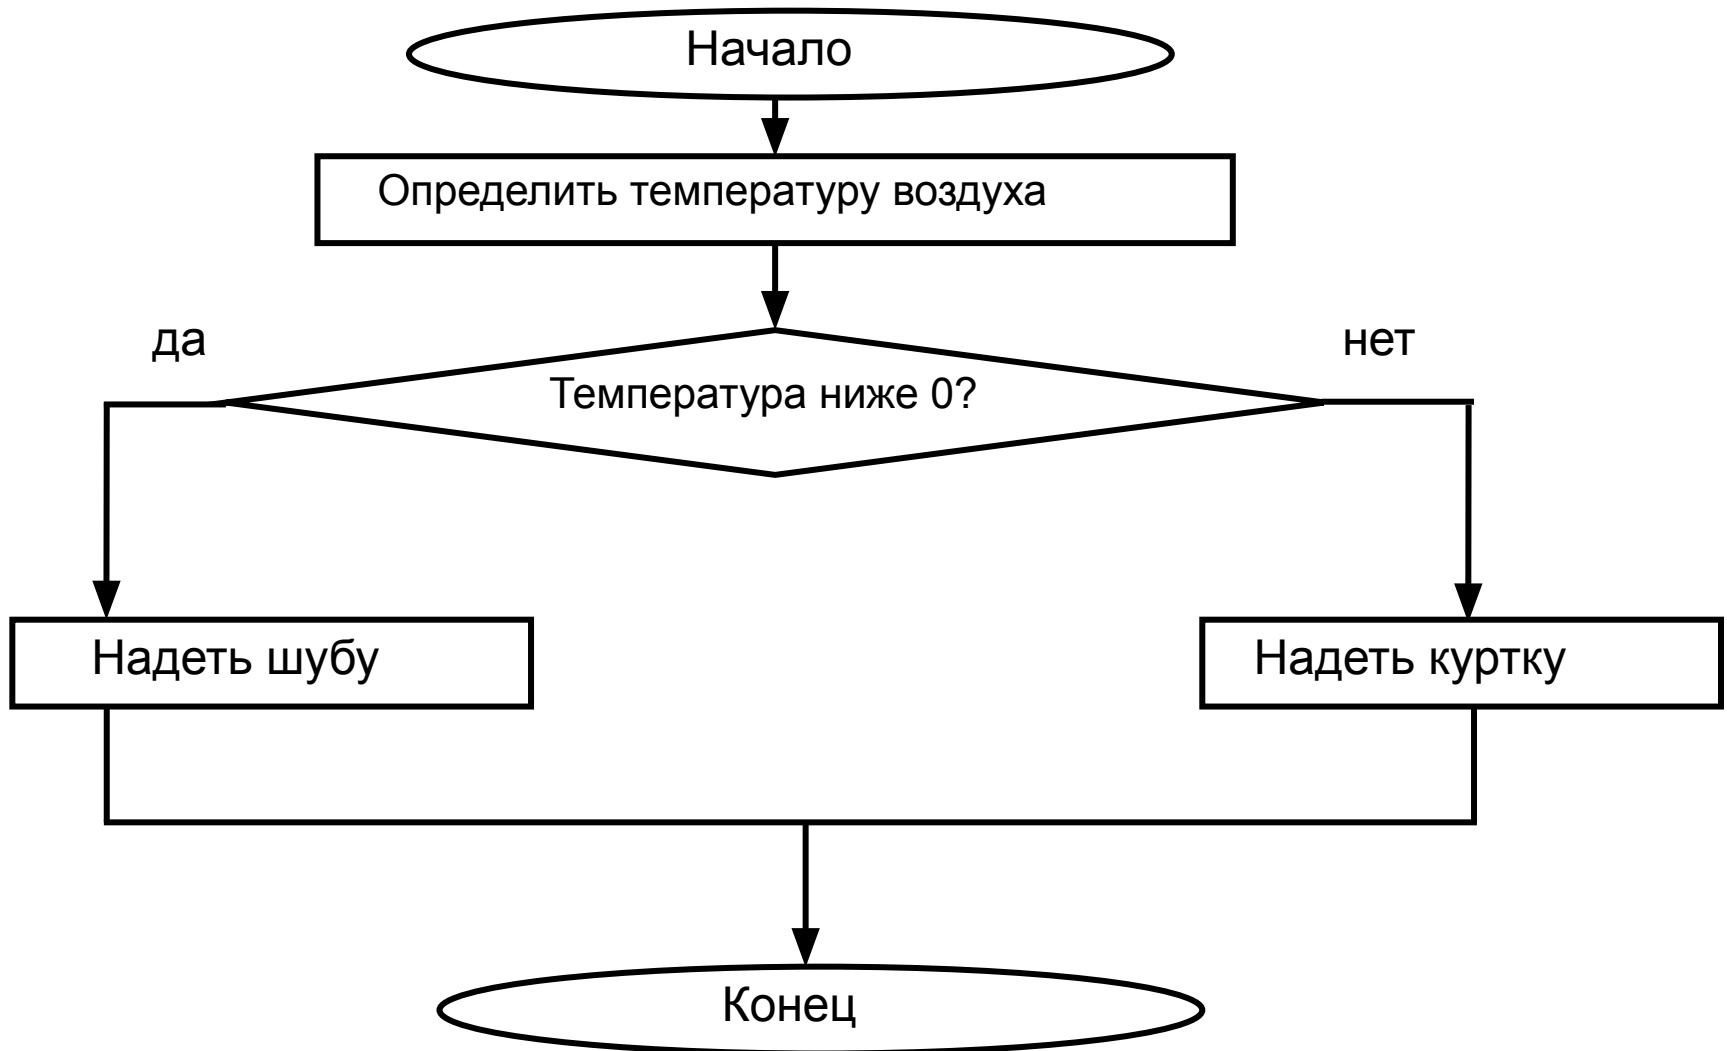 Начало
Определить температуру воздуха
да
нет
Температура ниже 0?
Надеть шубу
Надеть куртку
Конец